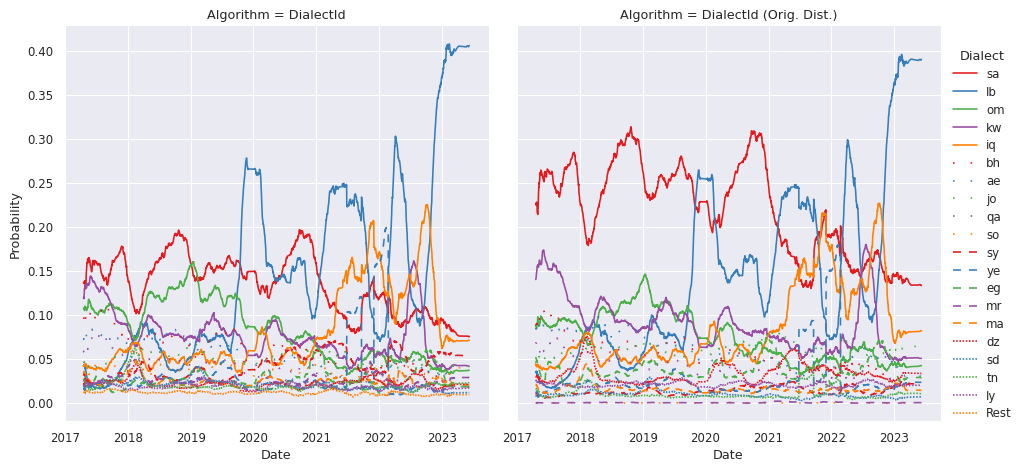 Algorithm = DialectId
Algorithm = DialectId (Orig. Dist.)
Probability
0.40
0.35
0.30
0.25
0.20
0.15
0.10
0.05
0.00
2017 2018 2019 2020 2021 2022 2023
Date
2017 2018 2019 2020 2021 2022 2023
Date
Dialect
sa
lb
om
kw
iq
bh
ae
jo
qa
so
sy
ye
eg
mr
ma
dz
sd
tn
ly
Rest